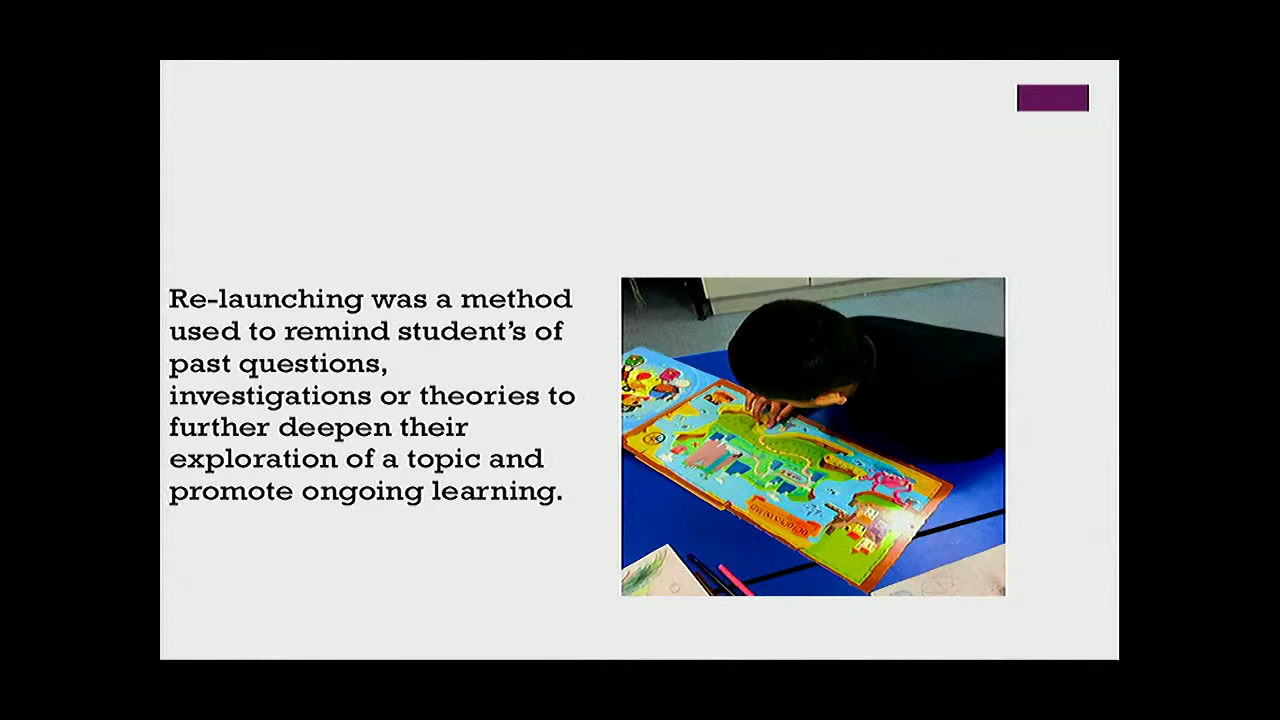 Re-launching was a method
used to remind student’s of
past questions,
investigations or theories to
further deepen their
exploration of a topic and
promote ongoing learning.